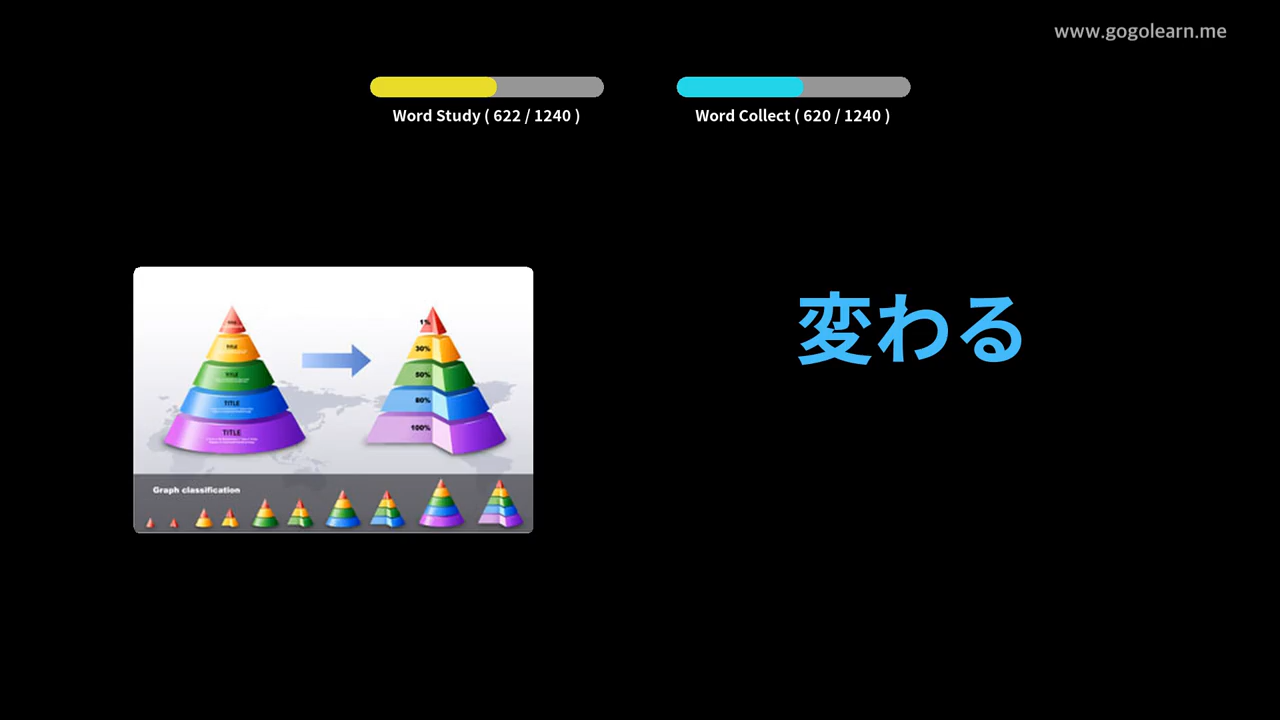 www.gogolearn.me
Word Study ( 622 / 1240 )
Word Collect ( 620 / 1240 )
変わる
TITLE
TITLE
TITLE
TITLE
1%
30%
50%
80%
100%
Graph classification